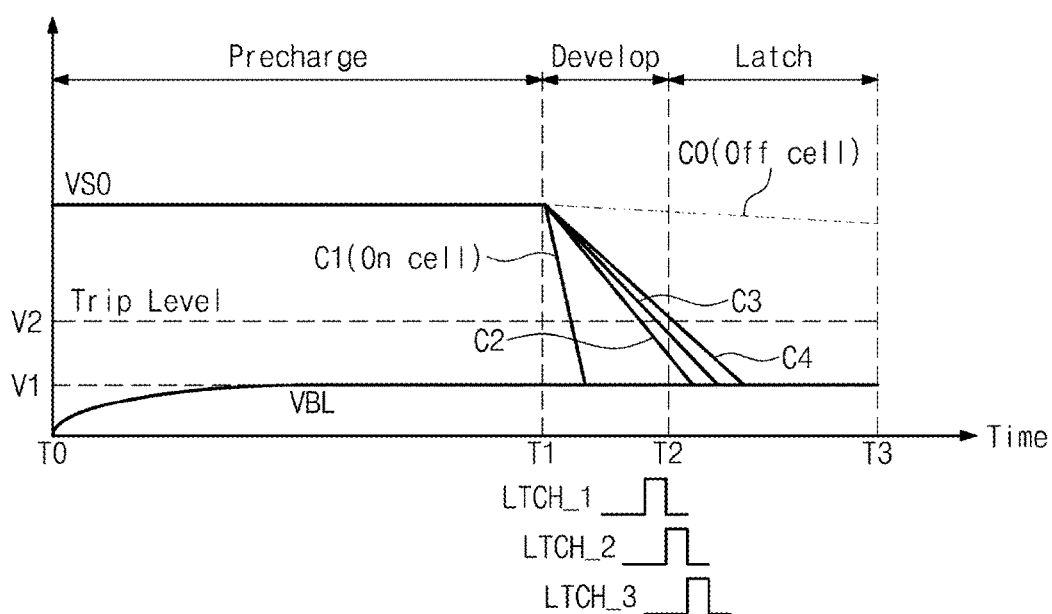 Precharge Develop Latch
C0(Off cell)
VSO
C1(On cell)
Trip Level
C3
V2
C2
C4
V1
VBL
T0 T1 T2 T3 Time
LTCH_1
LTCH_2
LTCH_3